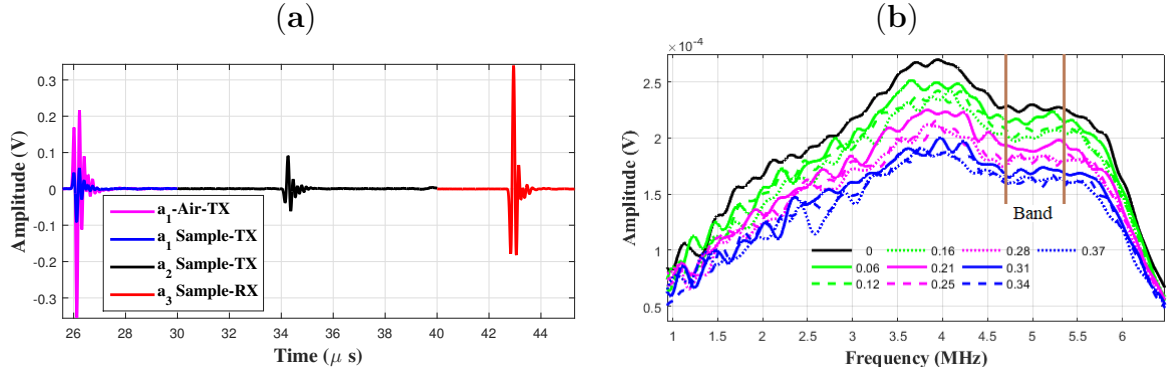 (a)
0.3
0.2
0.1
0
-0.1
-0.2
-0.3
Amplitude (V)
26 28 30 32 34 36 38 40 42 44
Time (μ s)
a1-Air-TX
a1 Sample-TX
a2 Sample-TX
a3 Sample-RX
(b)
×10-4
2.5
2
1.5
1
0.5
Amplitude (V)
1 1.5 2 2.5 3 3.5 4 4.5 5 5.5 6
Frequency (MHz)
Band
0 0.16 0.28 0.37
0.06 0.21 0.31
0.12 0.25 0.34